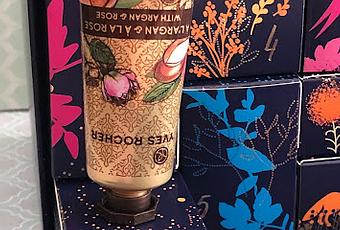 YVES ROCHER
À L'ARGAN & À LA ROSE
WITH ARGAN & ROSE
4
5